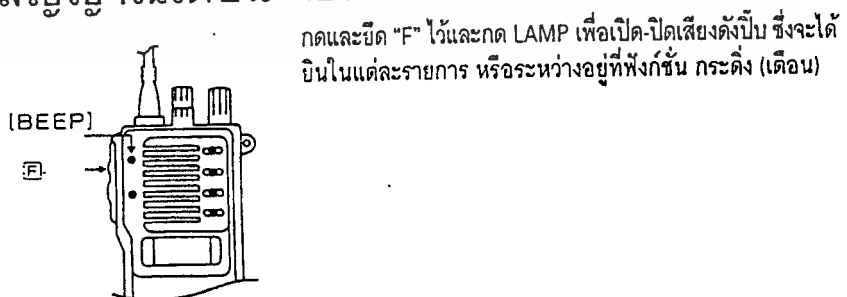 กดและยึด "F" ไว้และกด LAMP เพื่อเปิด-ปิดเสียงดังปิ๊บ ซึ่งจะได้
ยินในแต่ละรายการ หรือระหว่างอยู่ที่ฟังก์ชั่น กระดิ่ง (เตือน)
[BEEP]
F